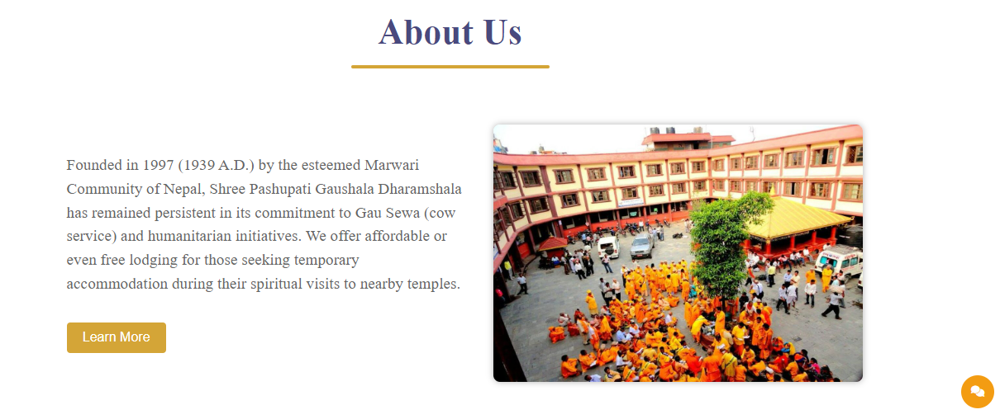 About Us
Founded in 1997 (1939 A.D.) by the esteemed Marwari
Community of Nepal, Shree Pashupati Gaushala Dharamshala
has remained persistent in its commitment to Gau Sewa (cow
service) and humanitarian initiatives. We offer affordable or
even free lodging for those seeking temporary
accommodation during their spiritual visits to nearby temples.
Learn More